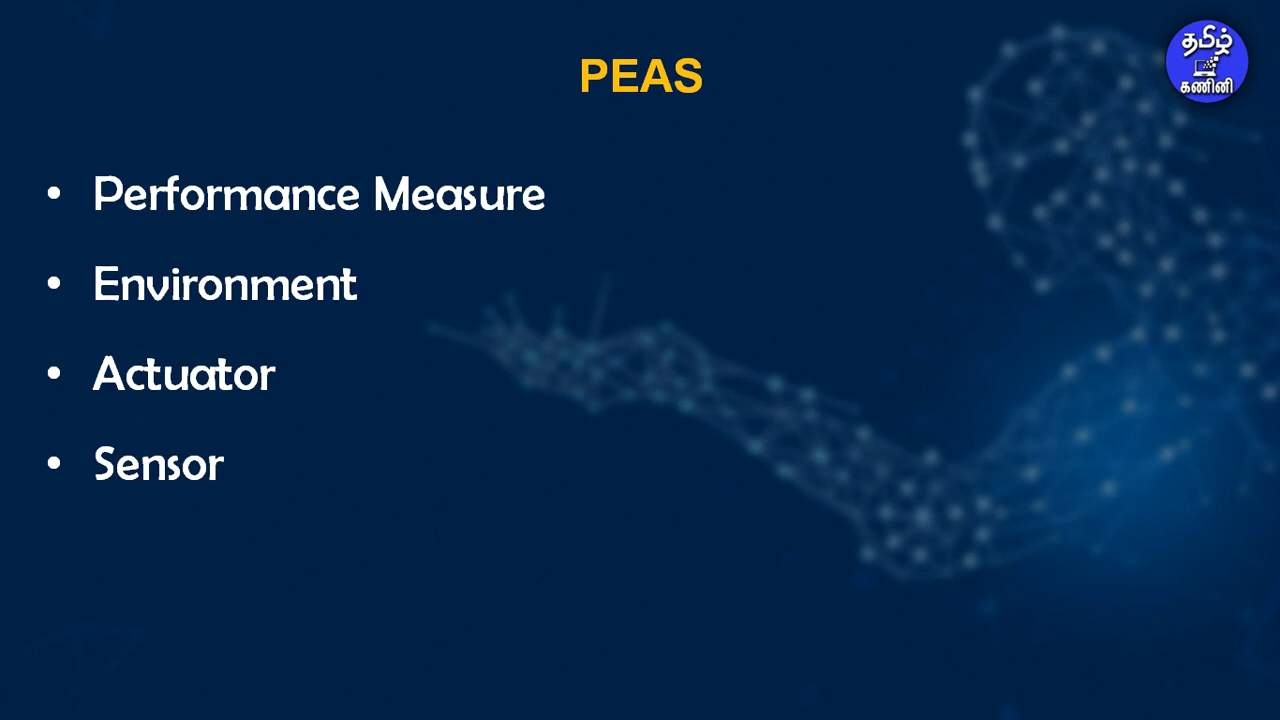 தமிழ்
கணினி
PEAS
• Performance Measure
• Environment
• Actuator
• Sensor